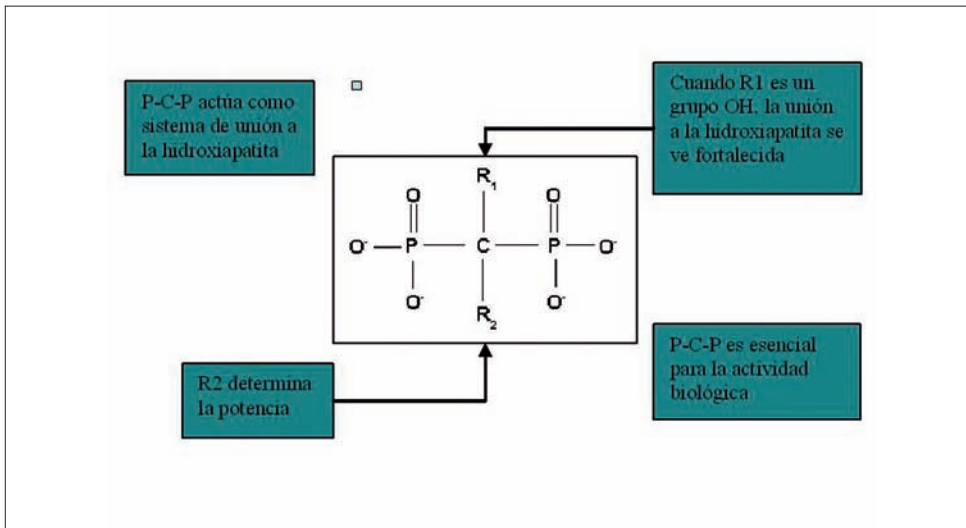 P-C-P actúa como
sistema de unión a
la hidroxiapatita
Cuando R1 es un
grupo OH, la unión
a la hidroxiapatita se
ve fortalecida
R₁
O O
O⁻ P C P O⁻
O⁻ O⁻
R₂
R2 determina
la potencia
P-C-P es esencial
para la actividad
biológica